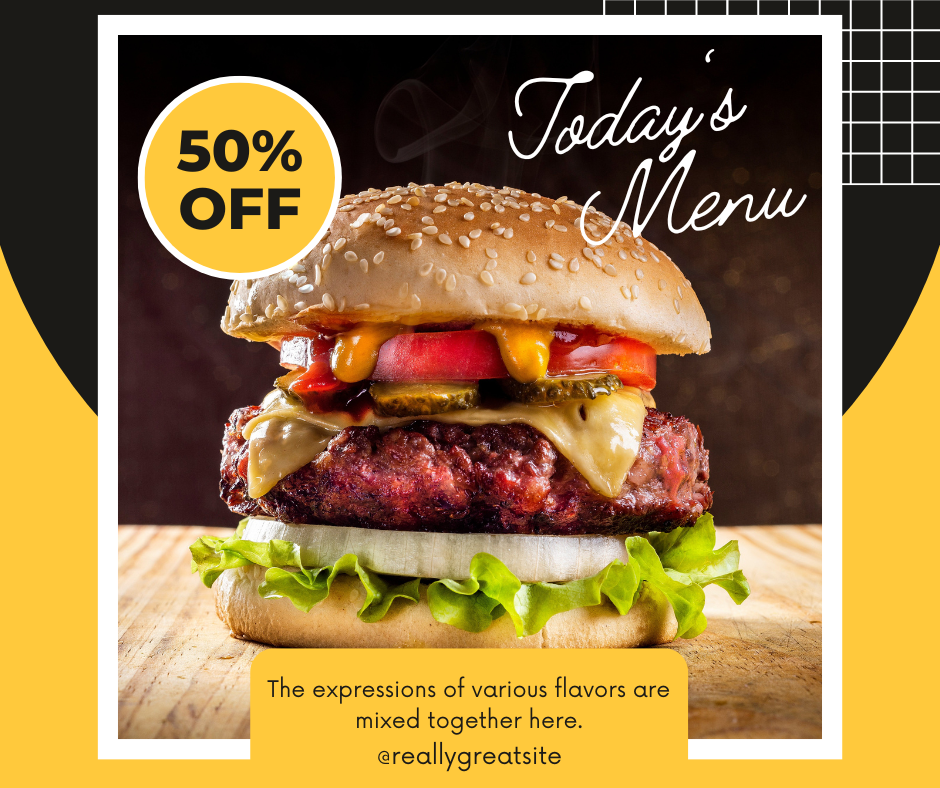 50%
OFF
Today's
Menu
The expressions of various flavors are
mixed together here.
@reallygreatsite